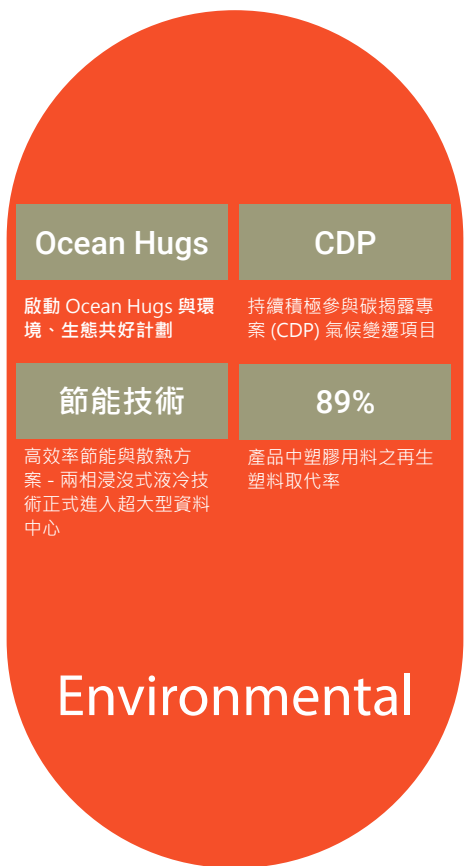 Ocean Hugs
啟動 Ocean Hugs 與環
境、生態共好計劃
CDP
持續積極參與碳揭露專
案 (CDP) 氣候變遷項目
節能技術
高效率節能與散熱方
案 - 兩相浸沒式液冷技
術正式進入超大型資料
中心
89%
產品中塑膠用料之再生
塑料取代率
Environmental